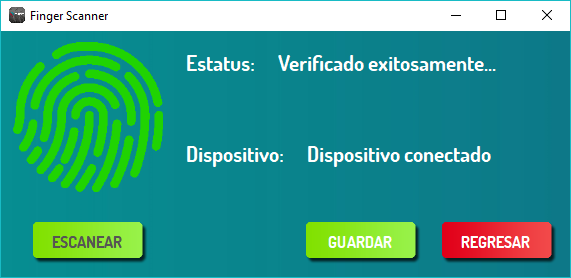 Finger Scanner
Estatus: Verificado exitosamente...
Dispositivo: Dispositivo conectado
ESCANEAR GUARDAR REGRESAR